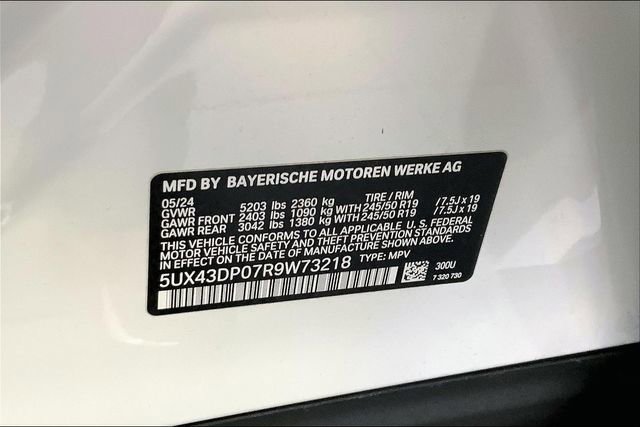 MFD BY BAYERISCHE MOTOREN WERKE AG
05/24 TIRE / RIM
GVWR 5203 lbs 2360 kg
GAWR FRONT 2403 lbs 1090 kg WITH 245/50 R19 /7.5J x 19
GAWR REAR 3042 lbs 1380 kg WITH 245/50 R19 /7.5J x 19
THIS VEHICLE CONFORMS TO ALL APPLICABLE U.S. FEDERAL
MOTOR VEHICLE SAFETY AND THEFT PREVENTION STANDARDS
IN EFFECT ON THE DATE OF MANUFACTURE SHOWN ABOVE.
5UX43DP07R9W73218 TYPE: MPV
300U
7 320 730